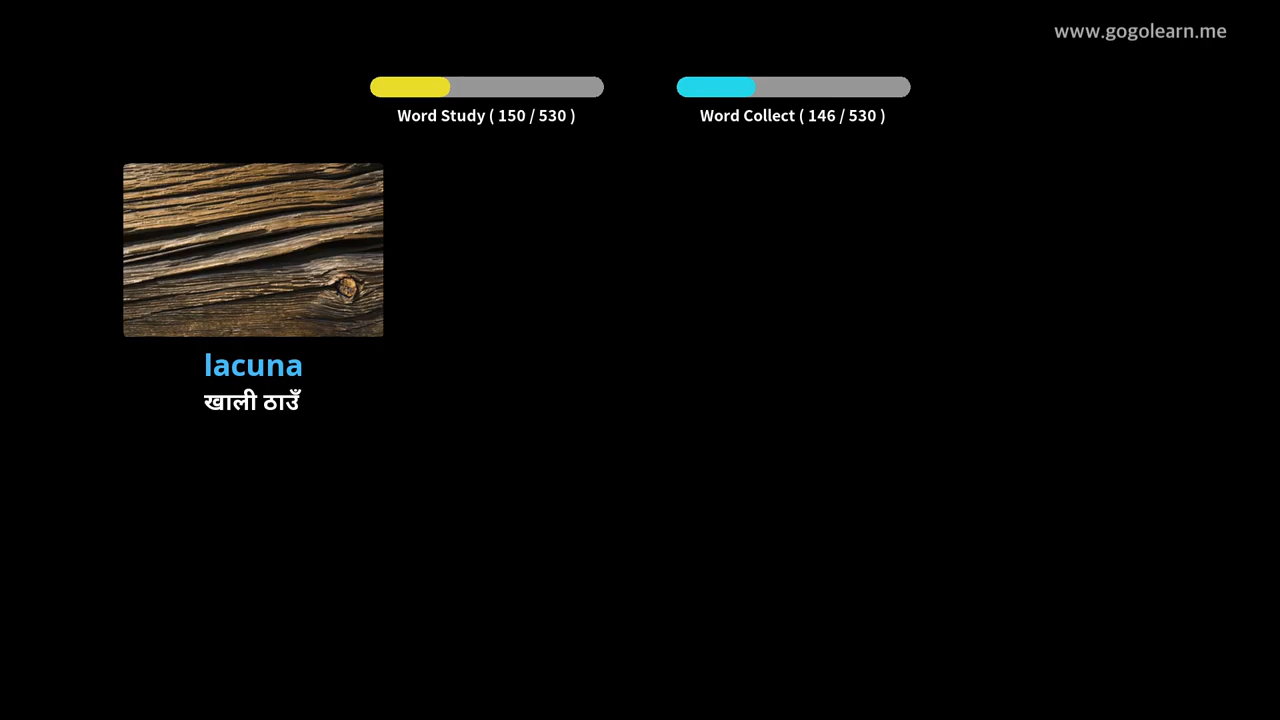 www.gogolearn.me
Word Study ( 150 / 530 )
Word Collect ( 146 / 530 )
lacuna
खाली ठाउँ